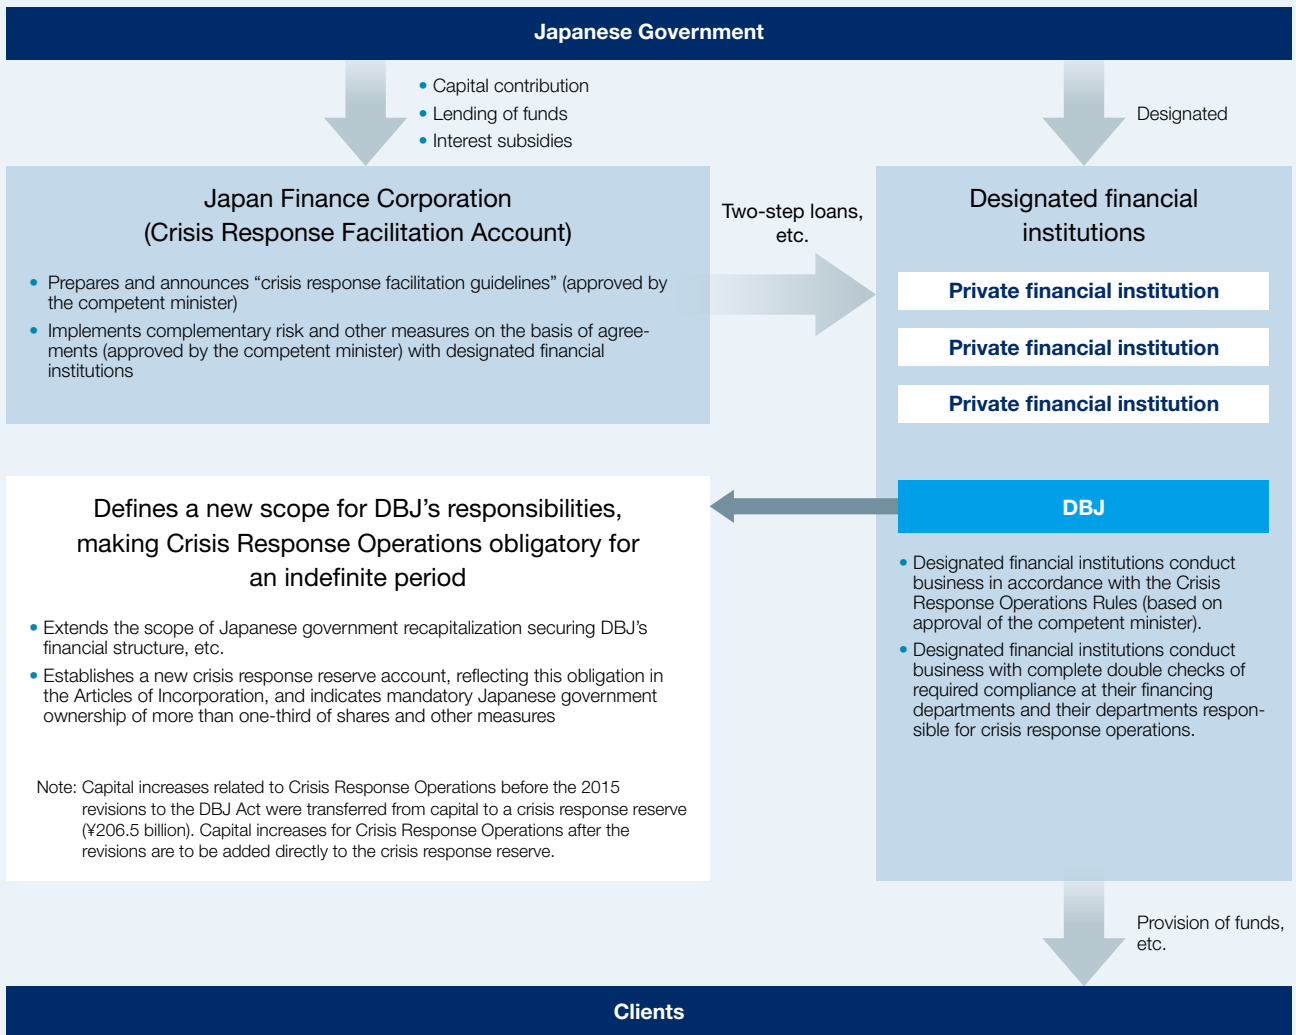 Japanese Government
• Capital contribution
• Lending of funds
• Interest subsidies
Designated
Japan Finance Corporation
(Crisis Response Facilitation Account)
• Prepares and announces “crisis response facilitation guidelines” (approved by
the competent minister)
• Implements complementary risk and other measures on the basis of agree-
ments (approved by the competent minister) with designated financial
institutions
Two-step loans,
etc.
Designated financial
institutions
Private financial institution
Private financial institution
Private financial institution
DBJ
• Designated financial institutions conduct
business in accordance with the Crisis
Response Operations Rules (based on
approval of the competent minister).
• Designated financial institutions conduct
business with complete double checks of
required compliance at their financing
departments and their departments respon-
sible for crisis response operations.
Defines a new scope for DBJ’s responsibilities,
making Crisis Response Operations obligatory for
an indefinite period
• Extends the scope of Japanese government recapitalization securing DBJ’s
financial structure, etc.
• Establishes a new crisis response reserve account, reflecting this obligation in
the Articles of Incorporation, and indicates mandatory Japanese government
ownership of more than one-third of shares and other measures
Note: Capital increases related to Crisis Response Operations before the 2015
revisions to the DBJ Act were transferred from capital to a crisis response reserve
(¥206.5 billion). Capital increases for Crisis Response Operations after the
revisions are to be added directly to the crisis response reserve.
Provision of funds,
etc.
Clients